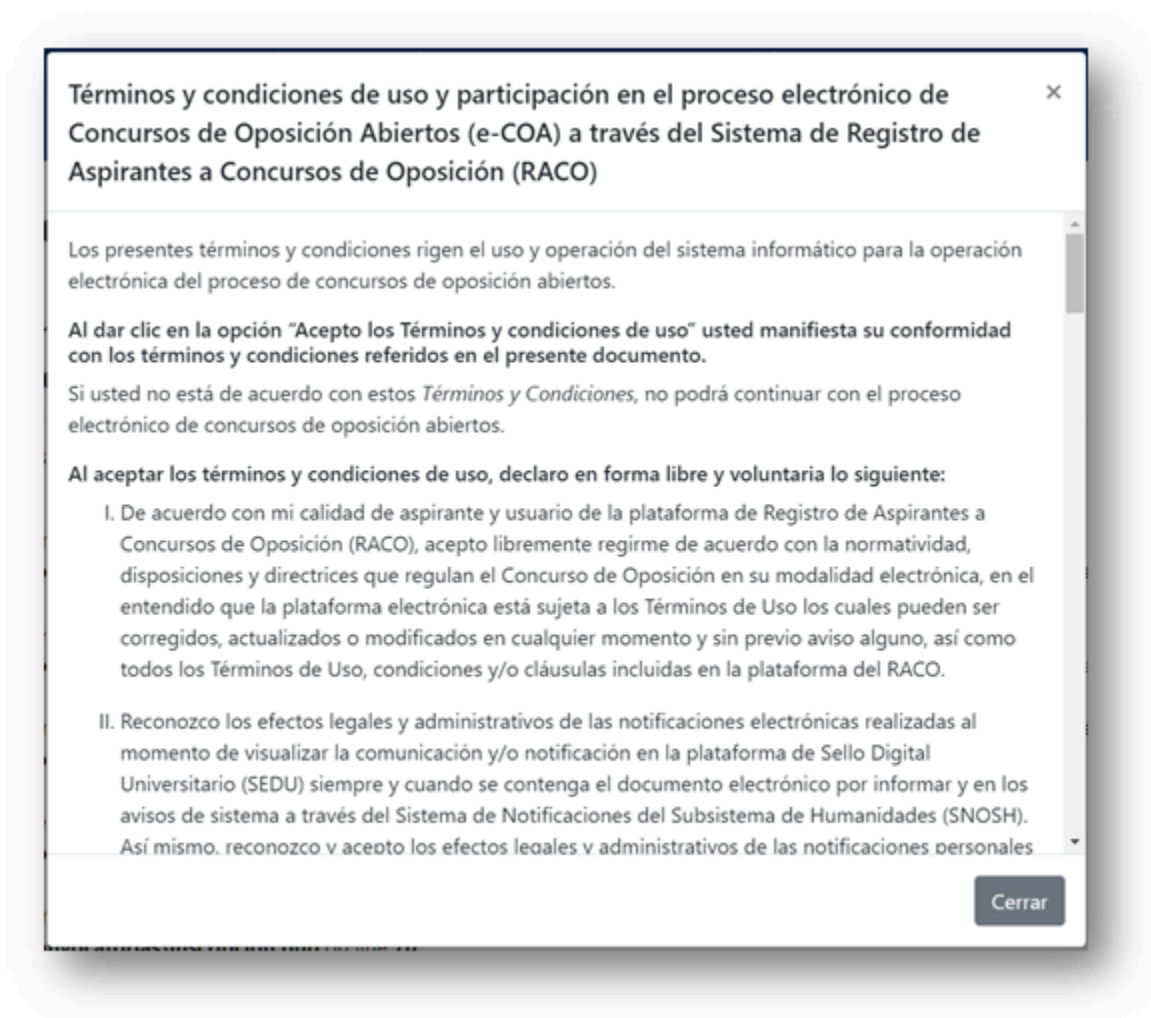 Términos y condiciones de uso y participación en el proceso electrónico de
Concursos de Oposición Abiertos (e-COA) a través del Sistema de Registro de
Aspirantes a Concursos de Oposición (RACO)
×
Los presentes términos y condiciones rigen el uso y operación del sistema informático para la operación
electrónica del proceso de concursos de oposición abiertos.
Al dar clic en la opción “Acepto los Términos y condiciones de uso” usted manifiesta su conformidad
con los términos y condiciones referidos en el presente documento.
Si usted no está de acuerdo con estos Términos y Condiciones, no podrá continuar con el proceso
electrónico de concursos de oposición abiertos.
Al aceptar los términos y condiciones de uso, declaro en forma libre y voluntaria lo siguiente:
I. De acuerdo con mi calidad de aspirante y usuario de la plataforma de Registro de Aspirantes a
Concursos de Oposición (RACO), acepto libremente regirme de acuerdo con la normatividad,
disposiciones y directrices que regulan el Concurso de Oposición en su modalidad electrónica, en el
entendido que la plataforma electrónica está sujeta a los Términos de Uso los cuales pueden ser
corregidos, actualizados o modificados en cualquier momento y sin previo aviso alguno, así como
todos los Términos de Uso, condiciones y/o cláusulas incluidas en la plataforma del RACO.
II. Reconozco los efectos legales y administrativos de las notificaciones electrónicas realizadas al
momento de visualizar la comunicación y/o notificación en la plataforma de Sello Digital
Universitario (SEDU) siempre y cuando se contenga el documento electrónico por informar y en los
avisos de sistema a través del Sistema de Notificaciones del Subsistema de Humanidades (SNOSH).
Así mismo, reconozco y acepto los efectos legales y administrativos de las notificaciones personales
Cerrar